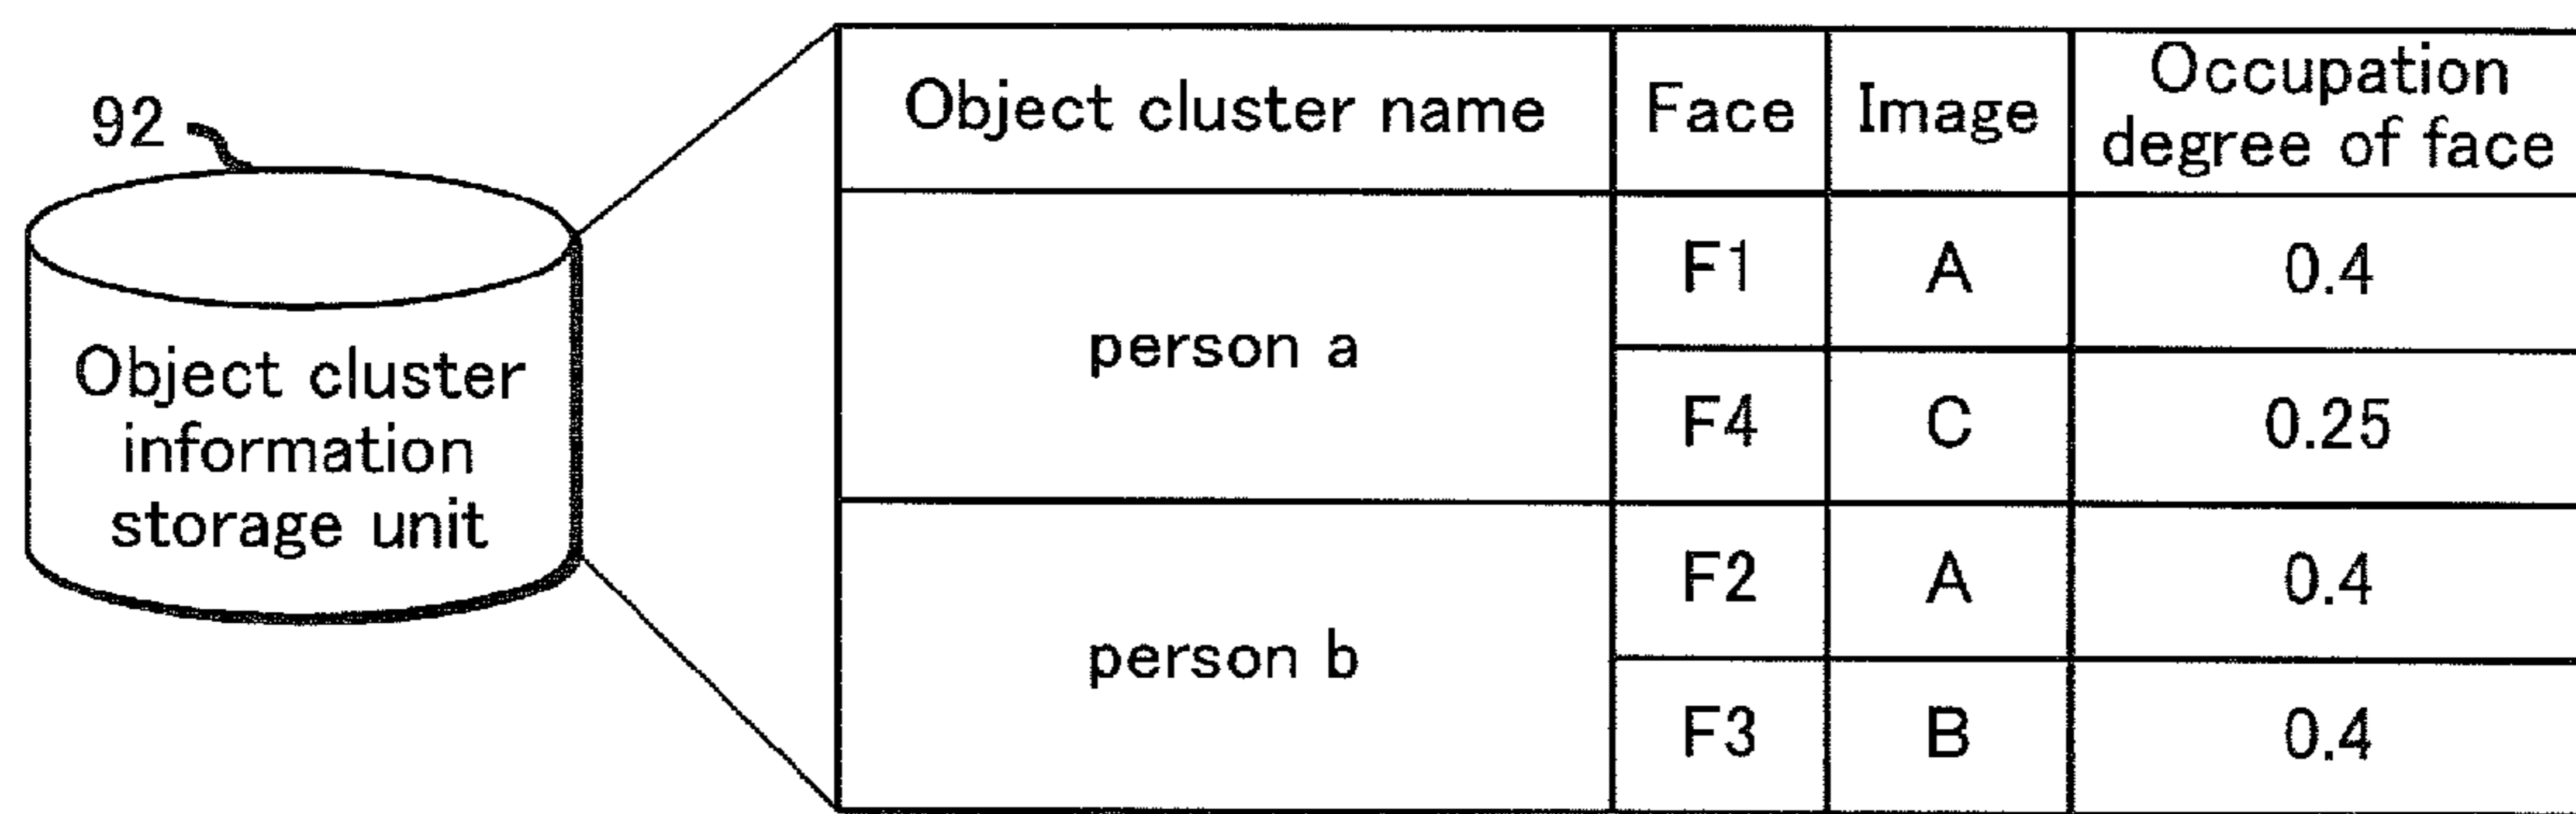 92
Object cluster
information
storage unit
Object cluster name Face Image Occupation degree of face
person a
F1 A 0.4
F4 C 0.25
person b
F2 A 0.4
F3 B 0.4